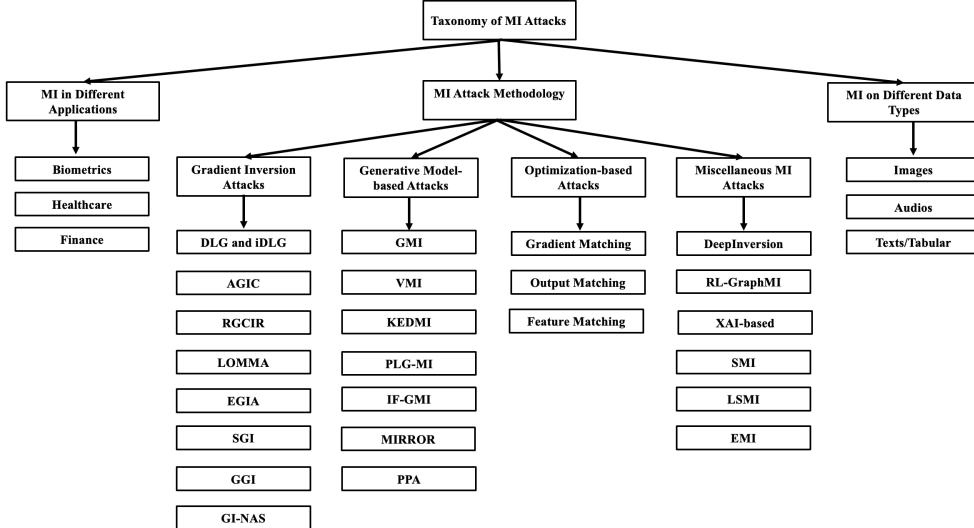 Taxonomy of MI Attacks
MI in Different
Applications
MI Attack Methodology
MI on Different Data
Types
Biometrics
Healthcare
Finance
Gradient Inversion
Attacks
DLG and iDLG
AGIC
RGCIR
LOMMA
EGIA
SGI
GGI
GI-NAS
Generative Model-
based Attacks
GMI
VMI
KEDMI
PLG-MI
IF-GMI
MIRROR
PPA
Optimization-based
Attacks
Gradient Matching
Output Matching
Feature Matching
Miscellaneous MI
Attacks
DeepInversion
RL-GraphMI
XAI-based
SMI
LSMI
EMI
Images
Audios
Texts/Tabular